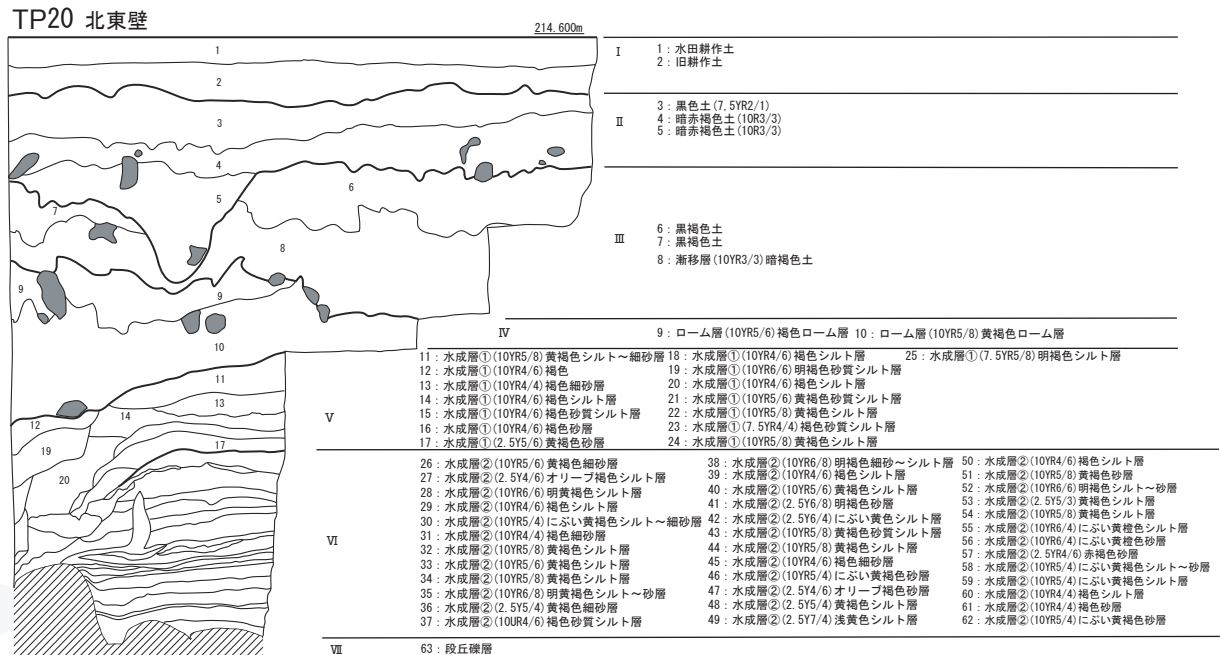 TP20 北東壁
214.600m
1
2
3
4
5
6
7
8
9
9
10
11
12
13
14
17
19
20
Ⅰ
1：水田耕作土
2：旧耕作土
Ⅱ
3：黒色土(7,5YR2/1)
4：暗赤褐色土(10R3/3)
5：暗赤褐色土(10R3/3)
Ⅲ
6：黒褐色土
7：黒褐色土
8：漸移層(10YR3/3)暗褐色土
Ⅳ
9：ローム層(10YR5/6)褐色ローム層 10：ローム層(10YR5/8)黄褐色ローム層
Ⅴ
11：水成層①(10YR5/8)黄褐色シルト～細砂層
12：水成層①(10YR4/6)褐色
13：水成層①(10YR4/4)褐色細砂層
14：水成層①(10YR4/6)褐色シルト層
15：水成層①(10YR4/6)褐色砂質シルト層
16：水成層①(10YR4/6)褐色砂層
17：水成層①(2.5Y5/6)黄褐色砂層
18：水成層①(10YR4/6)褐色シルト層
19：水成層①(10YR6/6)明褐色砂質シルト層
20：水成層①(10YR4/6)褐色シルト層
21：水成層①(10YR5/6)黄褐色砂質シルト層
22：水成層①(10YR5/8)黄褐色シルト層
23：水成層①(7.5YR4/4)褐色砂質シルト層
24：水成層①(10YR5/8)黄褐色シルト層
25：水成層①(7.5YR5/8)明褐色シルト層
Ⅵ
26：水成層②(10YR5/6)黄褐色細砂層
27：水成層②(2.5Y4/6)オリーブ褐色シルト層
28：水成層②(10YR6/6)明黄褐色シルト層
29：水成層②(10YR4/6)褐色シルト層
30：水成層②(10YR5/4)にぶい黄褐色シルト～細砂層
31：水成層②(10YR4/4)褐色細砂層
32：水成層②(10YR5/8)黄褐色シルト層
33：水成層②(10YR5/6)黄褐色シルト層
34：水成層②(10YR5/8)黄褐色シルト層
35：水成層②(10YR6/8)明黄褐色シルト～砂層
36：水成層②(2.5Y5/4)黄褐色細砂層
37：水成層②(10UR4/6)褐色砂質シルト層
38：水成層②(10YR6/8)明褐色細砂～シルト層
39：水成層②(10YR4/6)褐色シルト層
40：水成層②(10YR5/6)黄褐色シルト層
41：水成層②(2.5Y6/8)明褐色砂層
42：水成層②(2.5Y6/4)にぶい黄色シルト層
43：水成層②(10YR5/8)黄褐色砂質シルト層
44：水成層②(10YR5/8)黄褐色シルト層
45：水成層②(10YR4/6)褐色細砂層
46：水成層②(10YR5/4)にぶい黄褐色砂層
47：水成層②(2.5Y4/6)オリーブ褐色砂層
48：水成層②(2.5Y5/4)黄褐色シルト層
49：水成層②(2.5Y7/4)浅黄色シルト層
50：水成層②(10YR4/6)褐色シルト層
51：水成層②(10YR5/8)黄褐色砂層
52：水成層②(10YR6/6)明褐色シルト～砂層
53：水成層②(2.5Y5/3)黄褐色シルト層
54：水成層②(10YR5/8)黄褐色シルト層
55：水成層②(10YR6/4)にぶい黄橙色シルト層
56：水成層②(10YR6/4)にぶい黄橙色砂層
57：水成層②(2.5YR4/6)赤褐色砂層
58：水成層②(10YR5/4)にぶい黄褐色シルト～砂層
59：水成層②(10YR5/4)にぶい黄褐色シルト層
60：水成層②(10YR4/4)褐色シルト層
61：水成層②(10YR4/4)褐色砂層
62：水成層②(10YR5/4)にぶい黄褐色砂層
Ⅶ
63：段丘礫層